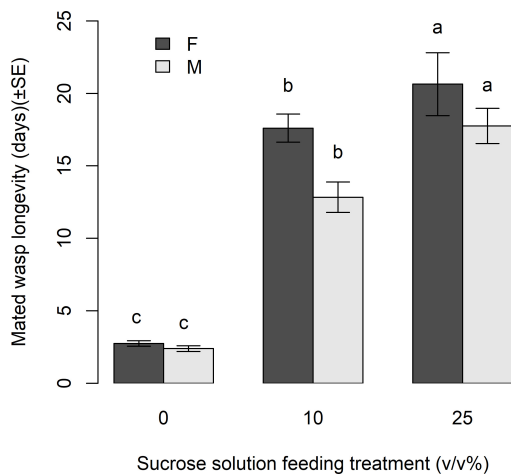 25
20
15
10
5
0
Mated wasp longevity (days)(±SE)
F
M
c c
b b
a a
0 10 25
Sucrose solution feeding treatment (v/v%)